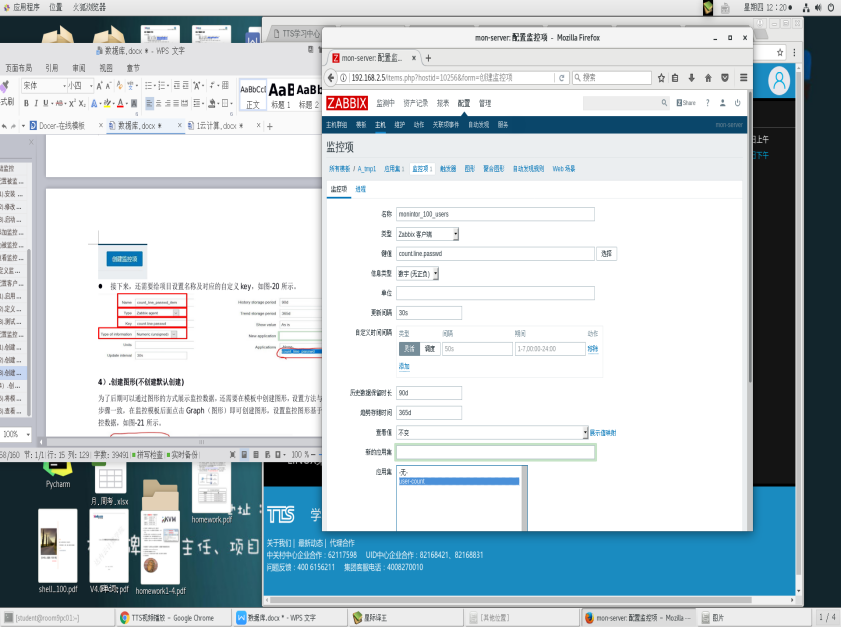 应用程序 位置 火狐浏览器
星期四 12:20
TTS学习中心
数据库.docx * - WPS 文字
页面布局 引用 审阅 视图 章节
宋体 小四
AaBbCcI AaB AaBb
正文 标题 1 标题 2
Docer-在线模板 数据库.docx * 1云计算.docx
创建监控项
接下来，还需要给项目设置名称及对应的自定义 key，如图-20 所示。
Name count_line_passwd_item
Type Zabbix agent
Key count.line.passwd
Type of information Numeric (unsigned)
Units
Update interval 30s
History storage period 90d
Trend storage period 365d
Show value As is
New application
Applications
count_line_passwd
4）.创建图形(不创建默认创建)
为了后期可以通过图形的方式展示监控数据，还需要在模板中创建图形，设置方法与
步骤一致，在监控模板后面点击 Graph（图形）即可创建图形，设置监控图形基于
控数据，如图-21 所示。
100%
58/160 节: 1/1 行: 15 列: 129 字数: 39491 拼写检查 实时备份 100 %
mon-server: 配置监控项 - Mozilla Firefox
mon-server: 配置监...
192.168.2.5/items.php?hostid=10256&form=创建监控项
搜索
ZABBIX 监测中 资产记录 报表 配置 管理
Share ?
主机群组 模板 主机 维护 动作 关联项事件 自动发现 服务 mon-server
监控项
所有模板 / A_tmp1 应用集 1 监控项 1 触发器 图形 聚合图形 自动发现规则 Web 场景
监控项 进程
名称 monintor_100_users
类型 Zabbix 客户端
键值 count.line.passwd 选择
信息类型 数字 (无正负)
单位
更新间隔 30s
自定义时间间隔 类型 间隔 期间 动作
灵活 调度 50s 1-7,00:00-24:00 移除
添加
历史数据保留时长 90d
趋势存储时间 365d
查看值 不变 展示值映射
新的应用集
应用集 -无-
user-count
日上午
日下午
Pycharm
月,周考_.xlsx
homework.pdf
shell...100.pdf
homework1-4.pdf
KVM
主任、项目
TTS 学
关于我们 | 最新动态 | 代理合作
中关村中心企业合作：62117598 UID中心企业合作：82168421、82168831
问题反馈：400 6156211 集团客服电话：4008270010
[student@room9pc01:~] TTS视频播放 - Google Chrome 数据库.docx * - WPS 文字 星际译王 [其他位置] mon-server: 配置监控项 - Mozilla ... 图片 1 / 4